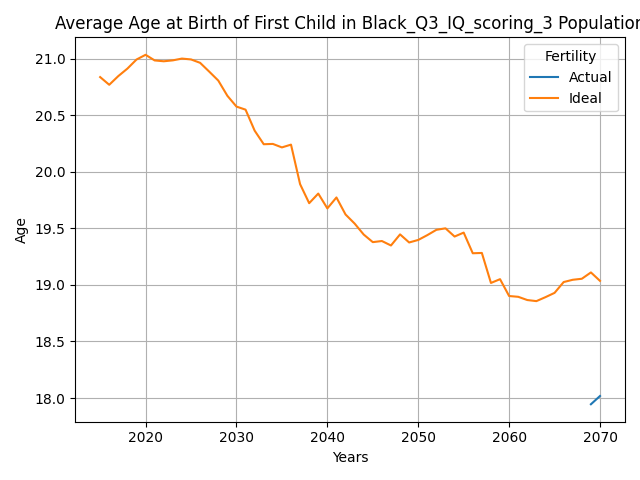 Average Age at Birth of First Child in Black_Q3_IQ_scoring_3 Population
Fertility
Actual
Ideal
21.0
20.5
20.0
19.5
19.0
18.5
18.0
Age
2020 2030 2040 2050 2060 2070
Years